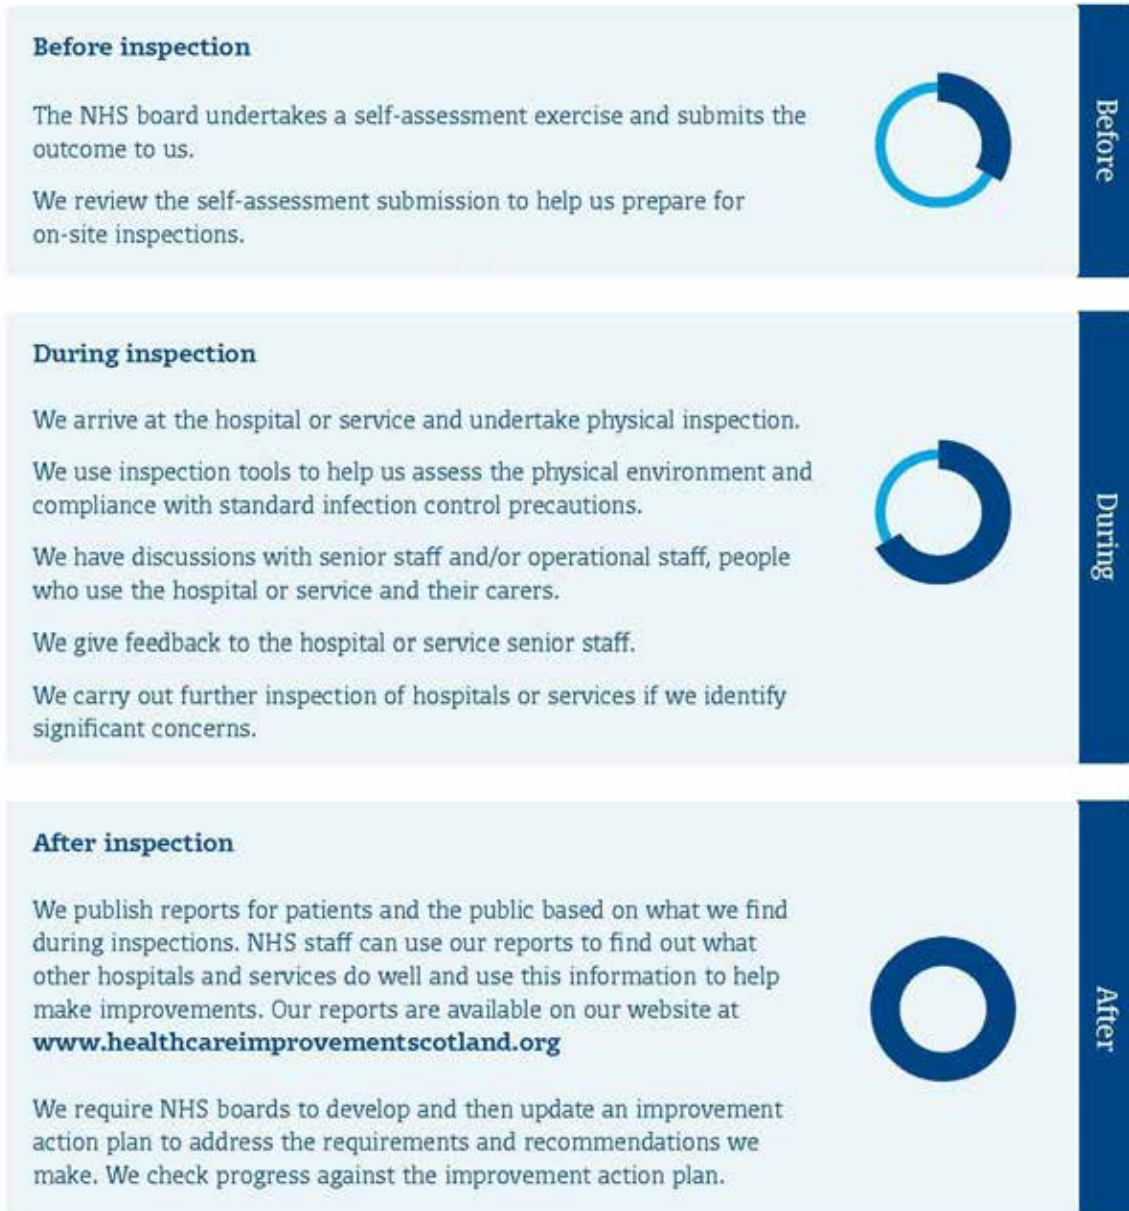 Before inspection
The NHS board undertakes a self-assessment exercise and submits the
outcome to us.
We review the self-assessment submission to help us prepare for
on-site inspections.
Before
During inspection
We arrive at the hospital or service and undertake physical inspection.
We use inspection tools to help us assess the physical environment and
compliance with standard infection control precautions.
We have discussions with senior staff and/or operational staff, people
who use the hospital or service and their carers.
We give feedback to the hospital or service senior staff.
We carry out further inspection of hospitals or services if we identify
significant concerns.
During
After inspection
We publish reports for patients and the public based on what we find
during inspections. NHS staff can use our reports to find out what
other hospitals and services do well and use this information to help
make improvements. Our reports are available on our website at
www.healthcareimprovementscotland.org
We require NHS boards to develop and then update an improvement
action plan to address the requirements and recommendations we
make. We check progress against the improvement action plan.
After